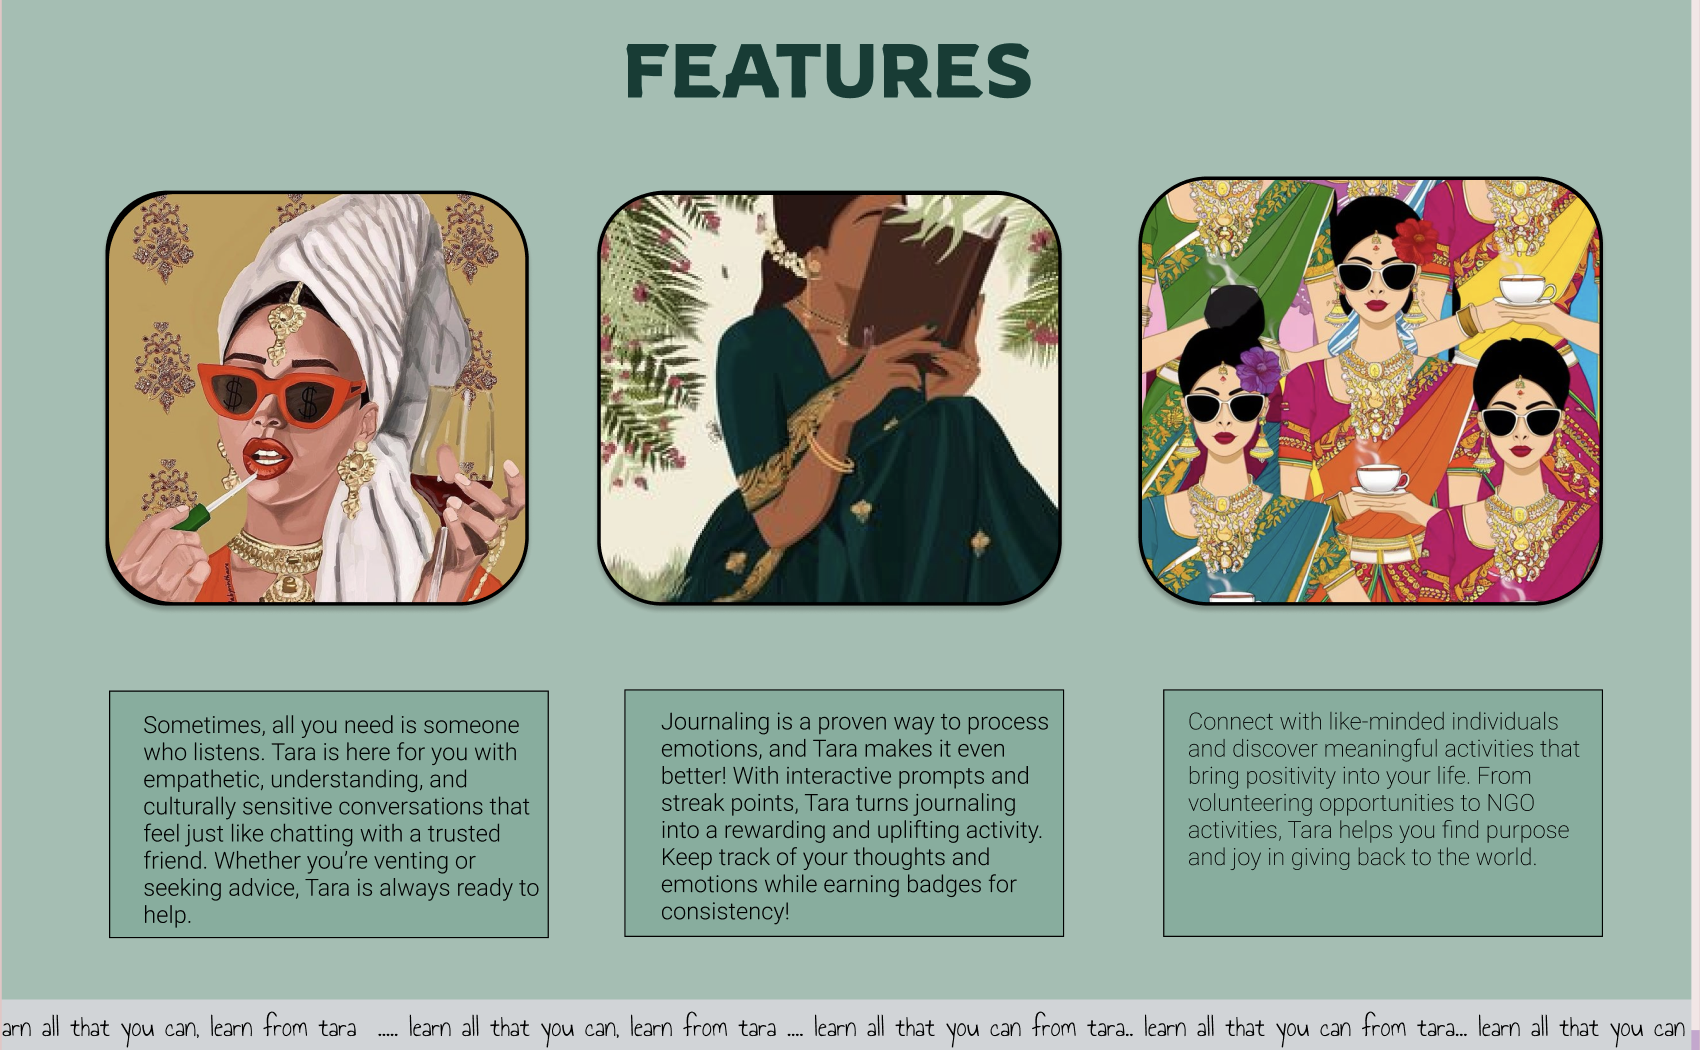 FEATURES
Sometimes, all you need is someone
who listens. Tara is here for you with
empathetic, understanding, and
culturally sensitive conversations that
feel just like chatting with a trusted
friend. Whether you’re venting or
seeking advice, Tara is always ready to
help.
Journaling is a proven way to process
emotions, and Tara makes it even
better! With interactive prompts and
streak points, Tara turns journaling
into a rewarding and uplifting activity.
Keep track of your thoughts and
emotions while earning badges for
consistency!
Connect with like-minded individuals
and discover meaningful activities that
bring positivity into your life. From
volunteering opportunities to NGO
activities, Tara helps you find purpose
and joy in giving back to the world.
arn all that you can, learn from tara ..... learn all that you can, learn from tara .... learn all that you can from tara.. learn all that you can from tara... learn all that you can